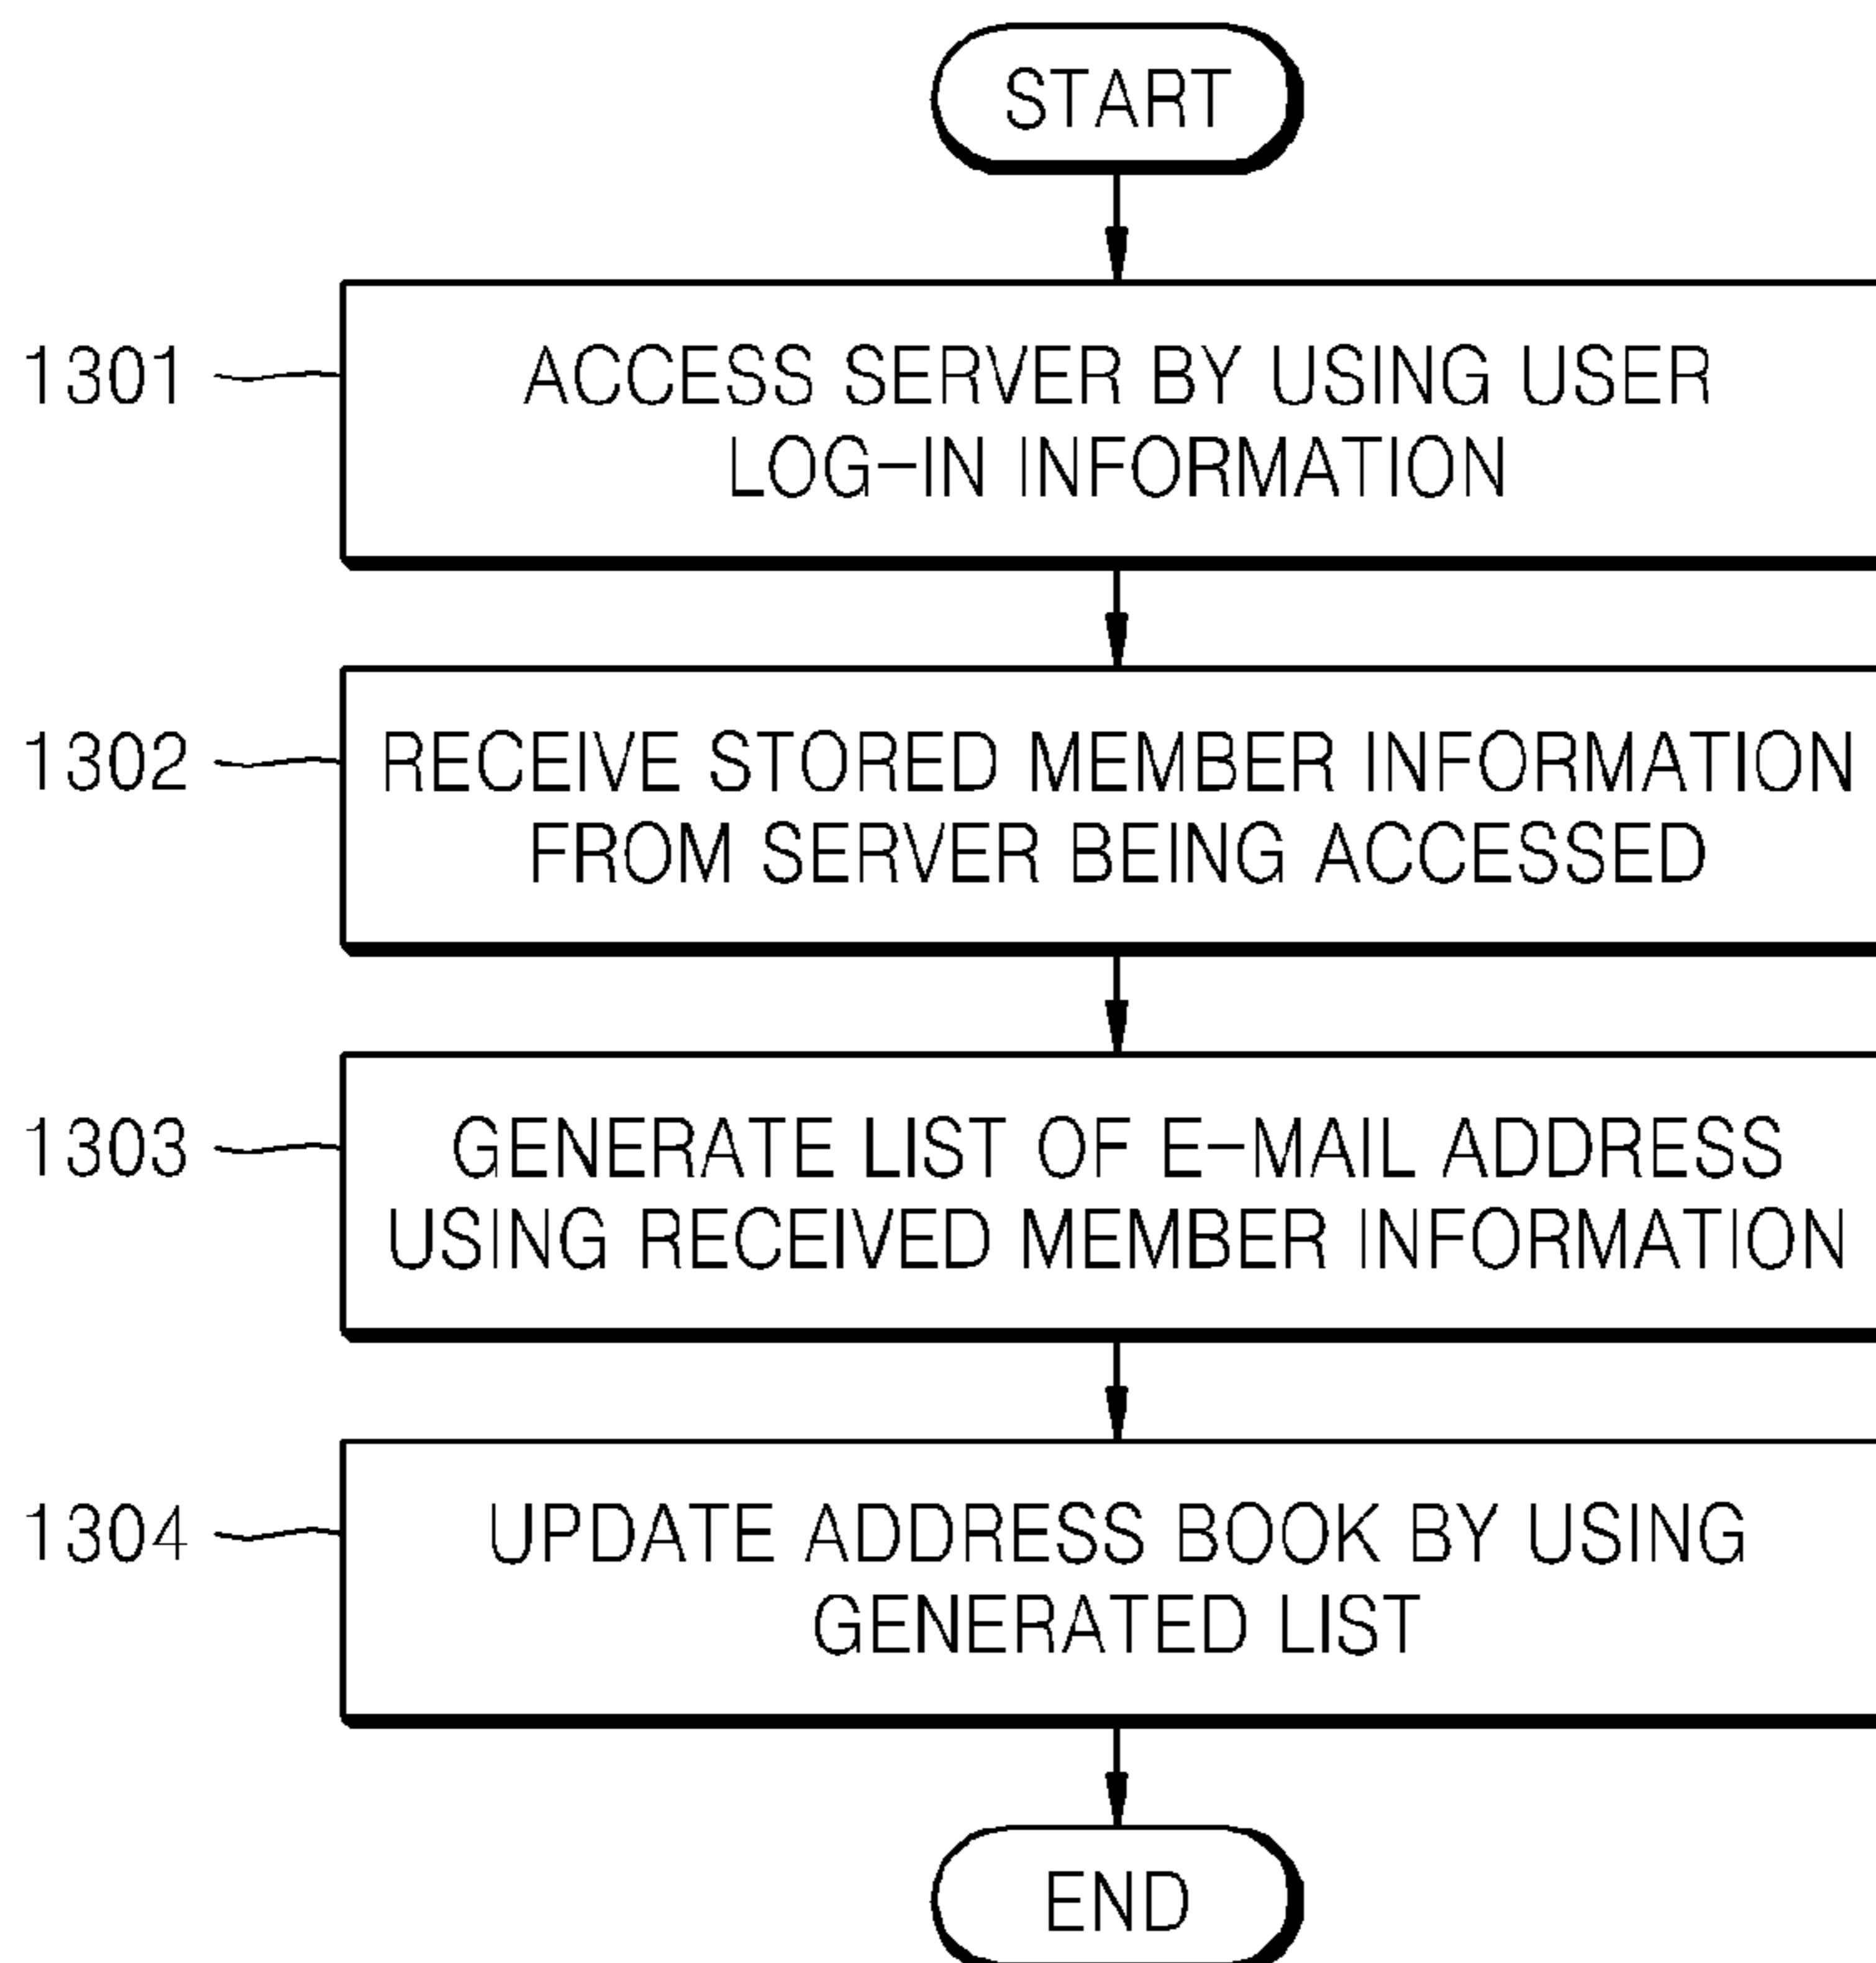 START
1301
ACCESS SERVER BY USING USER
LOG-IN INFORMATION
1302
RECEIVE STORED MEMBER INFORMATION
FROM SERVER BEING ACCESSED
1303
GENERATE LIST OF E-MAIL ADDRESS
USING RECEIVED MEMBER INFORMATION
1304
UPDATE ADDRESS BOOK BY USING
GENERATED LIST
END